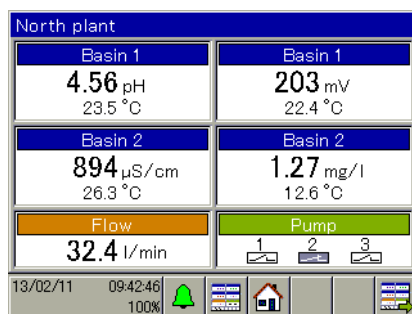 North plant
Basin 1
4.56 pH
23.5 °C
Basin 1
203 mV
22.4 °C
Basin 2
894 µS/cm
26.3 °C
Basin 2
1.27 mg/l
12.6 °C
Flow
32.4 l/min
Pump
1 2 3
13/02/11 09:42:46
100%